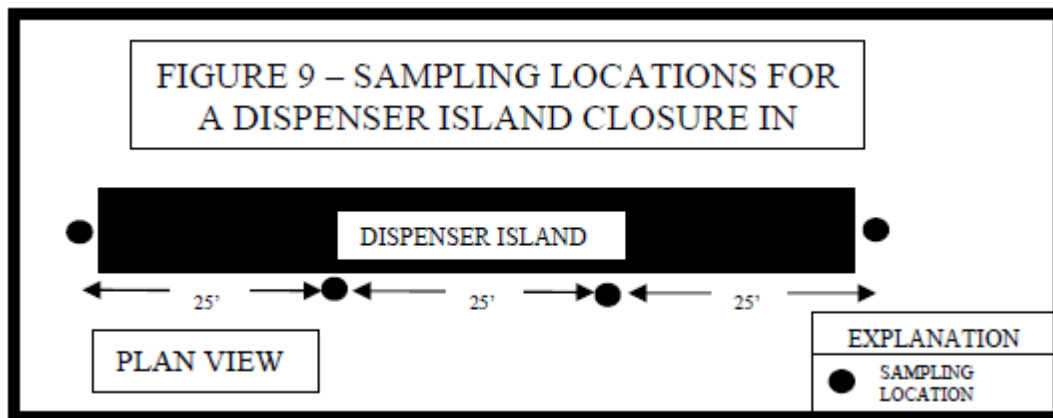 FIGURE 9 – SAMPLING LOCATIONS FOR
A DISPENSER ISLAND CLOSURE IN
DISPENSER ISLAND
25’
25’
25’
PLAN VIEW
EXPLANATION
SAMPLING
LOCATION